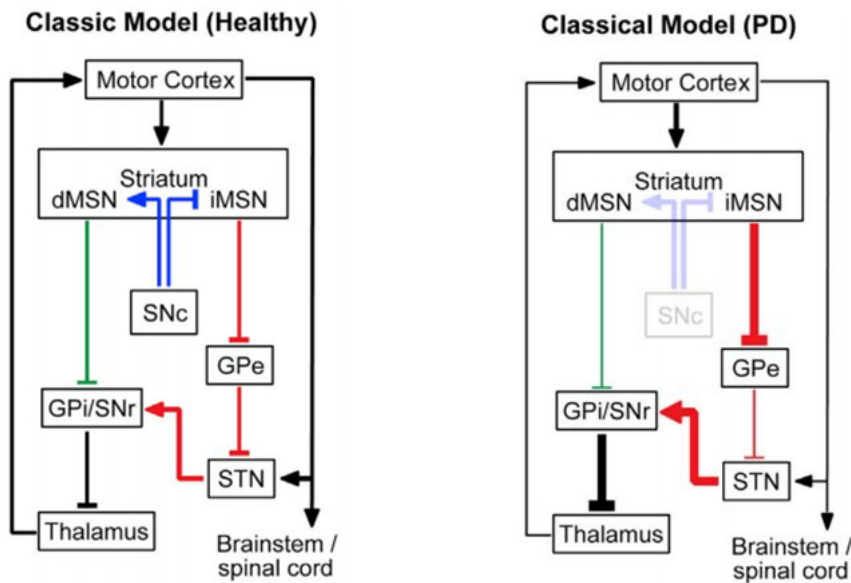 Classic Model (Healthy)
Motor Cortex
Striatum
dMSN
iMSN
SNc
GPe
GPi/SNr
STN
Thalamus
Brainstem /
spinal cord
Classical Model (PD)
Motor Cortex
Striatum
dMSN
iMSN
SNc
GPe
GPi/SNr
STN
Thalamus
Brainstem /
spinal cord